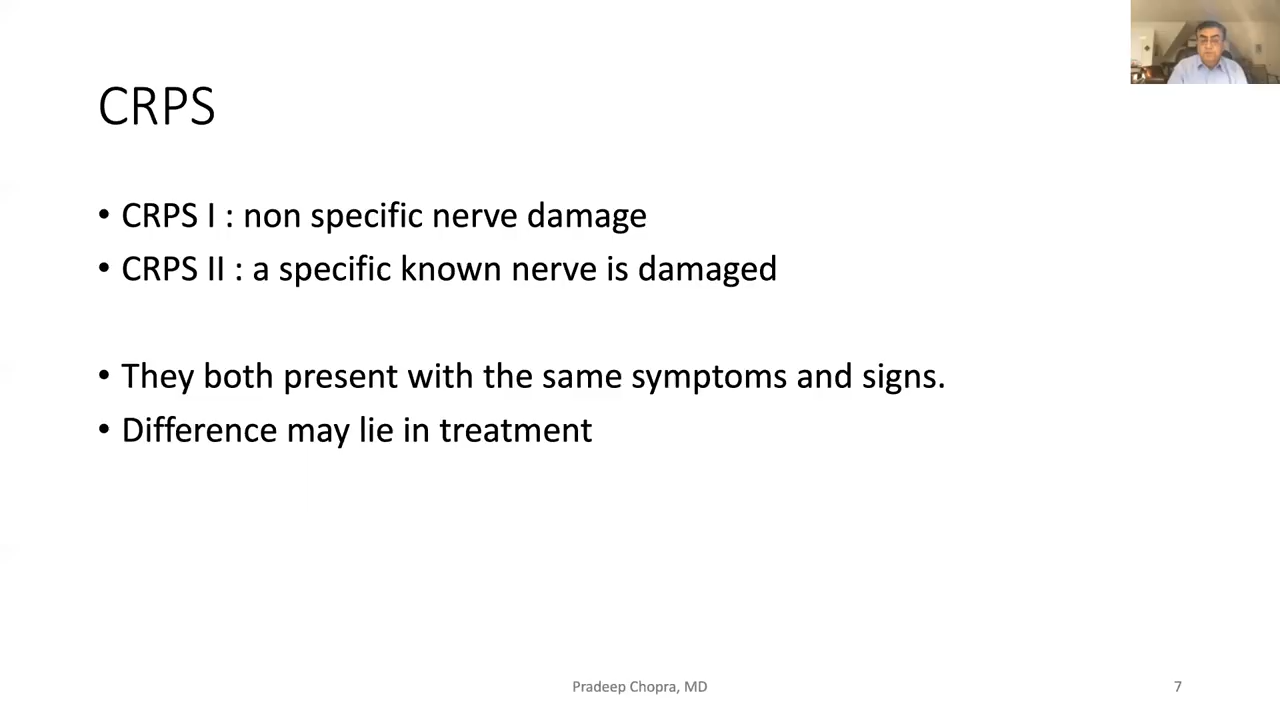 CRPS
• CRPS I : non specific nerve damage
• CRPS II : a specific known nerve is damaged
• They both present with the same symptoms and signs.
• Difference may lie in treatment
Pradeep Chopra, MD
7